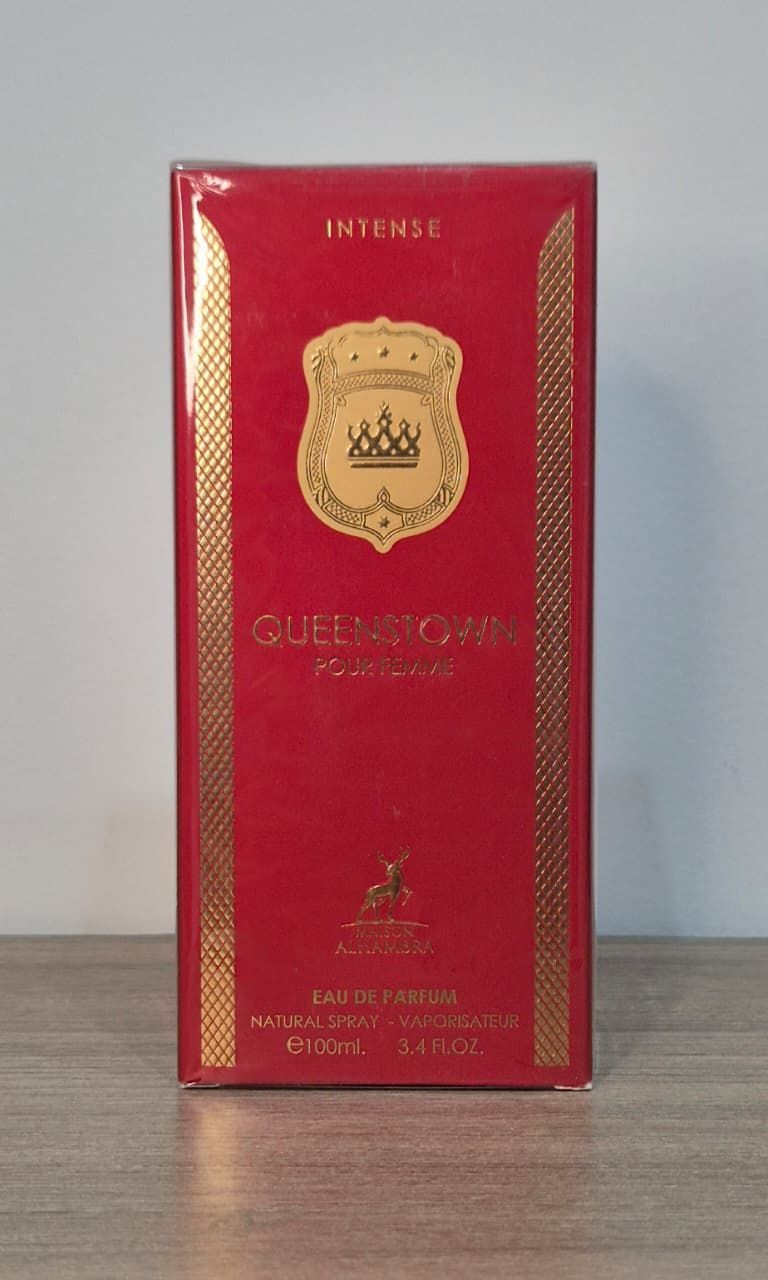 INTENSE
QUEENSTOWN
POUR FEMME
MAISON
ALHAMBRA
EAU DE PARFUM
NATURAL SPRAY - VAPORISATEUR
℮100ml. 3.4 FL.OZ.